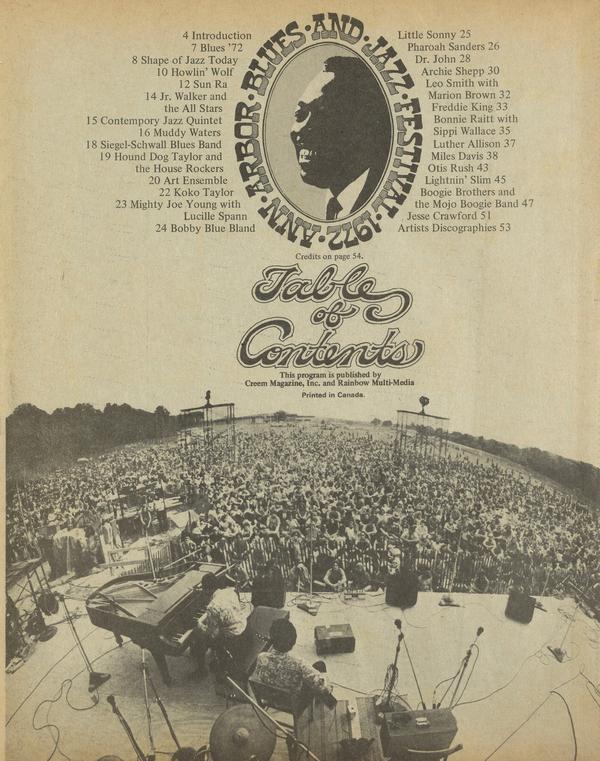 4 Introduction
7 Blues '72
8 Shape of Jazz Today
10 Howlin' Wolf
12 Sun Ra
14 Jr. Walker and
the All Stars
15 Contempory Jazz Quintet
16 Muddy Waters
18 Siegel-Schwall Blues Band
19 Hound Dog Taylor and
the House Rockers
20 Art Ensemble
22 Koko Taylor
23 Mighty Joe Young with
Lucille Spann
24 Bobby Blue Bland
ANN • ARBOR • BLUES • AND • JAZZ • FESTIVAL • 1972 •
Little Sonny 25
Pharoah Sanders 26
Dr. John 28
Archie Shepp 30
Leo Smith with
Marion Brown 32
Freddie King 33
Bonnie Raitt with
Sippi Wallace 35
Luther Allison 37
Miles Davis 38
Otis Rush 43
Lightnin' Slim 45
Boogie Brothers and
the Mojo Boogie Band 47
Jesse Crawford 51
Artists Discographies 53
Credits on page 54.
Table
of
Contents
This program is published by
Creem Magazine, Inc. and Rainbow Multi-Media
Printed in Canada.